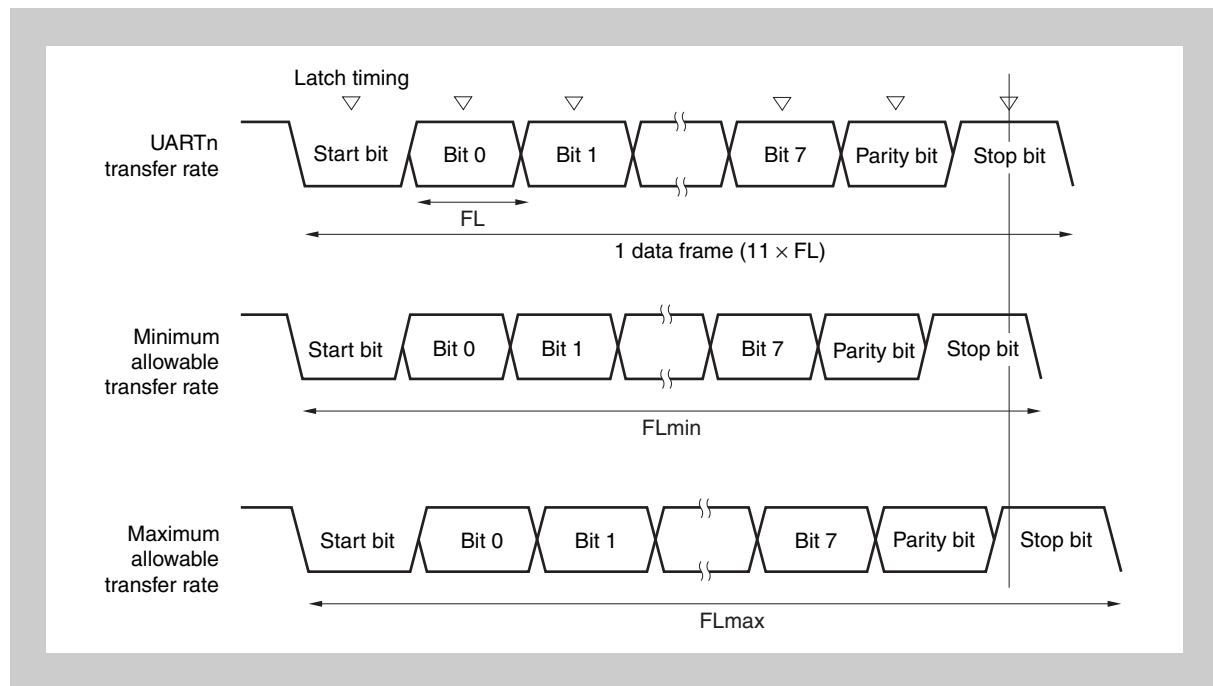 Latch timing
UARTn
transfer rate
Start bit
Bit 0
Bit 1
Bit 7
Parity bit
Stop bit
FL
1 data frame (11 × FL)
Minimum
allowable
transfer rate
Start bit
Bit 0
Bit 1
Bit 7
Parity bit
Stop bit
FLmin
Maximum
allowable
transfer rate
Start bit
Bit 0
Bit 1
Bit 7
Parity bit
Stop bit
FLmax